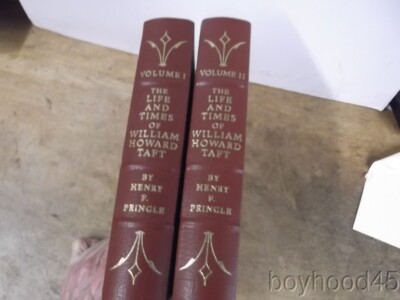 VOLUME I
THE
LIFE
AND
TIMES
OF
WILLIAM
HOWARD
TAFT
BY
HENRY
F.
PRINGLE
VOLUME II
THE
LIFE
AND
TIMES
OF
WILLIAM
HOWARD
TAFT
BY
HENRY
F.
PRINGLE
boyhood45